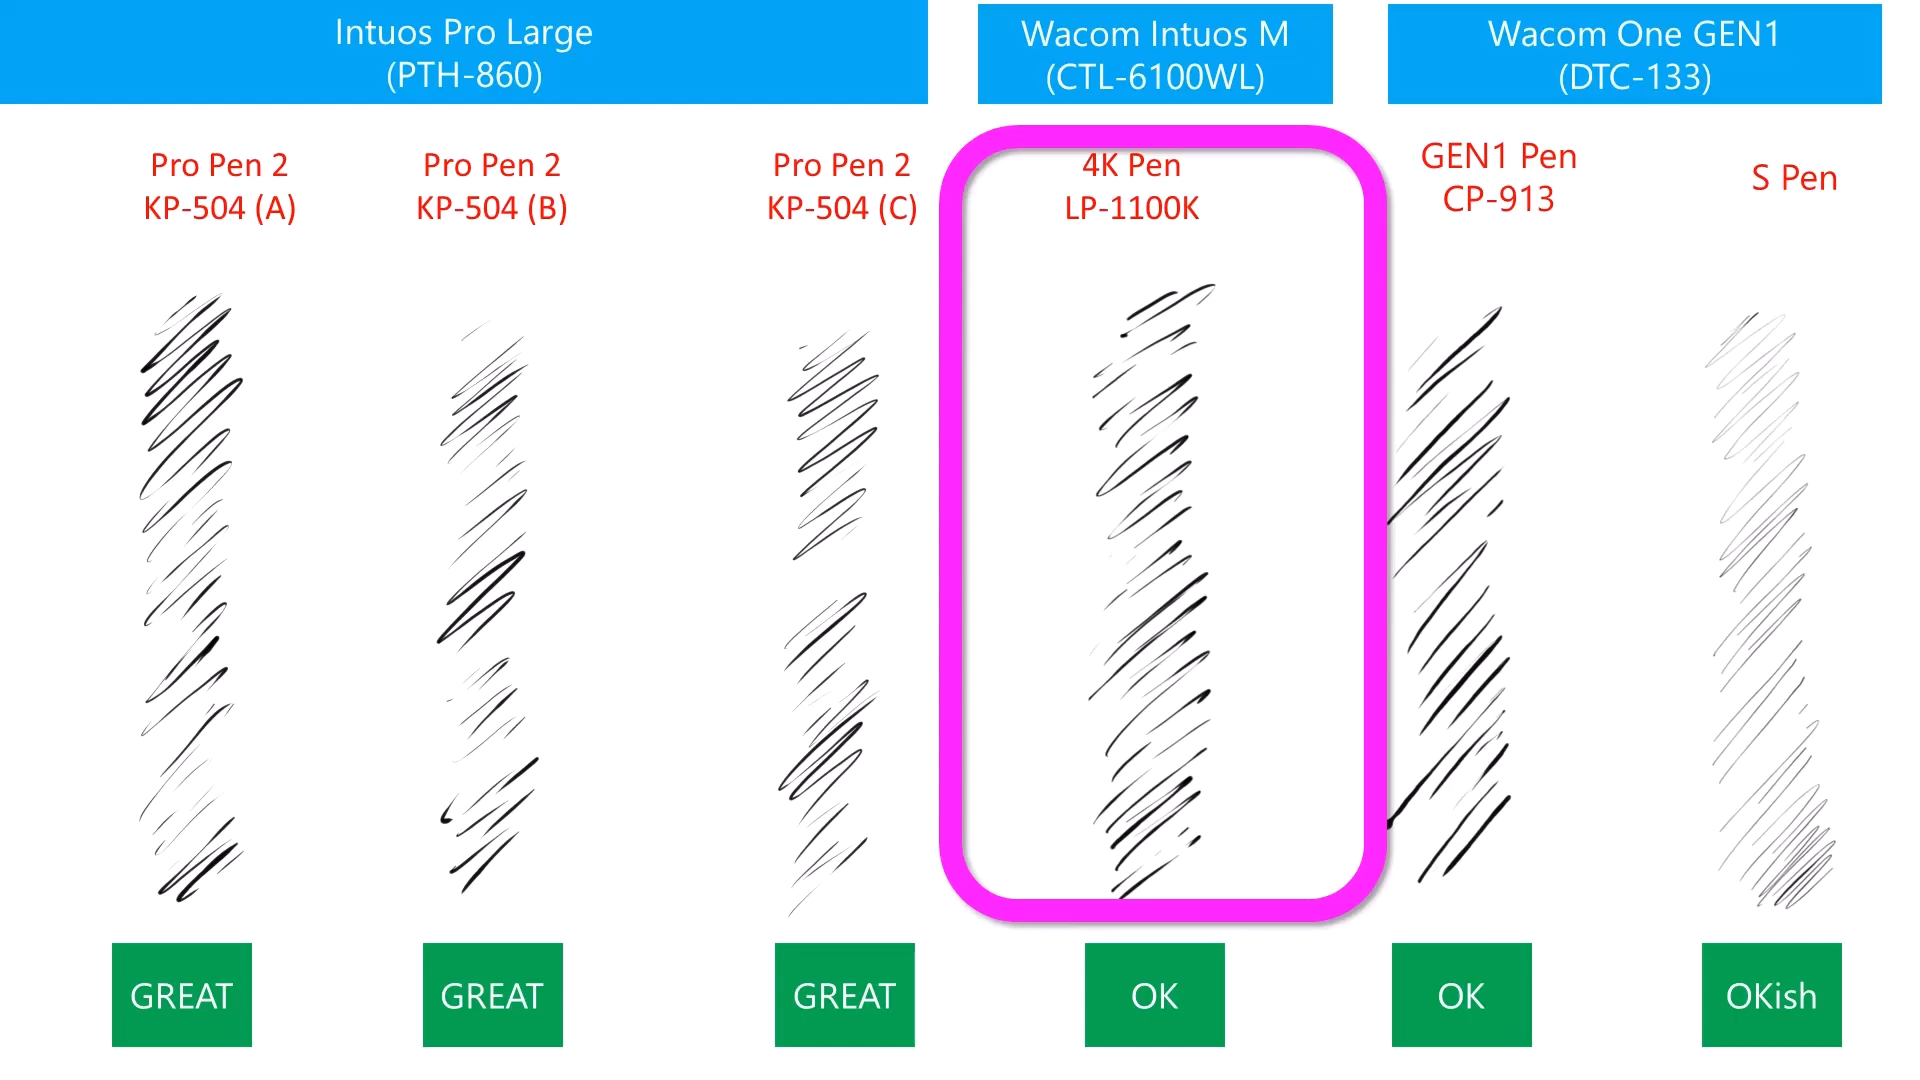 Intuos Pro Large
(PTH-860)
Wacom Intuos M
(CTL-6100WL)
Wacom One GEN1
(DTC-133)
Pro Pen 2
KP-504 (A)
Pro Pen 2
KP-504 (B)
Pro Pen 2
KP-504 (C)
4K Pen
LP-1100K
GEN1 Pen
CP-913
S Pen
GREAT
GREAT
GREAT
OK
OK
OKish